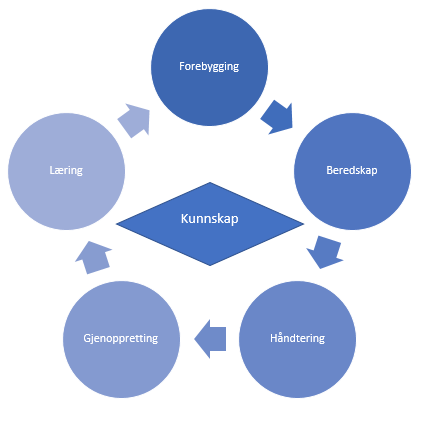 Forebygging
Beredskap
Håndtering
Gjenoppretting
Læring
Kunnskap